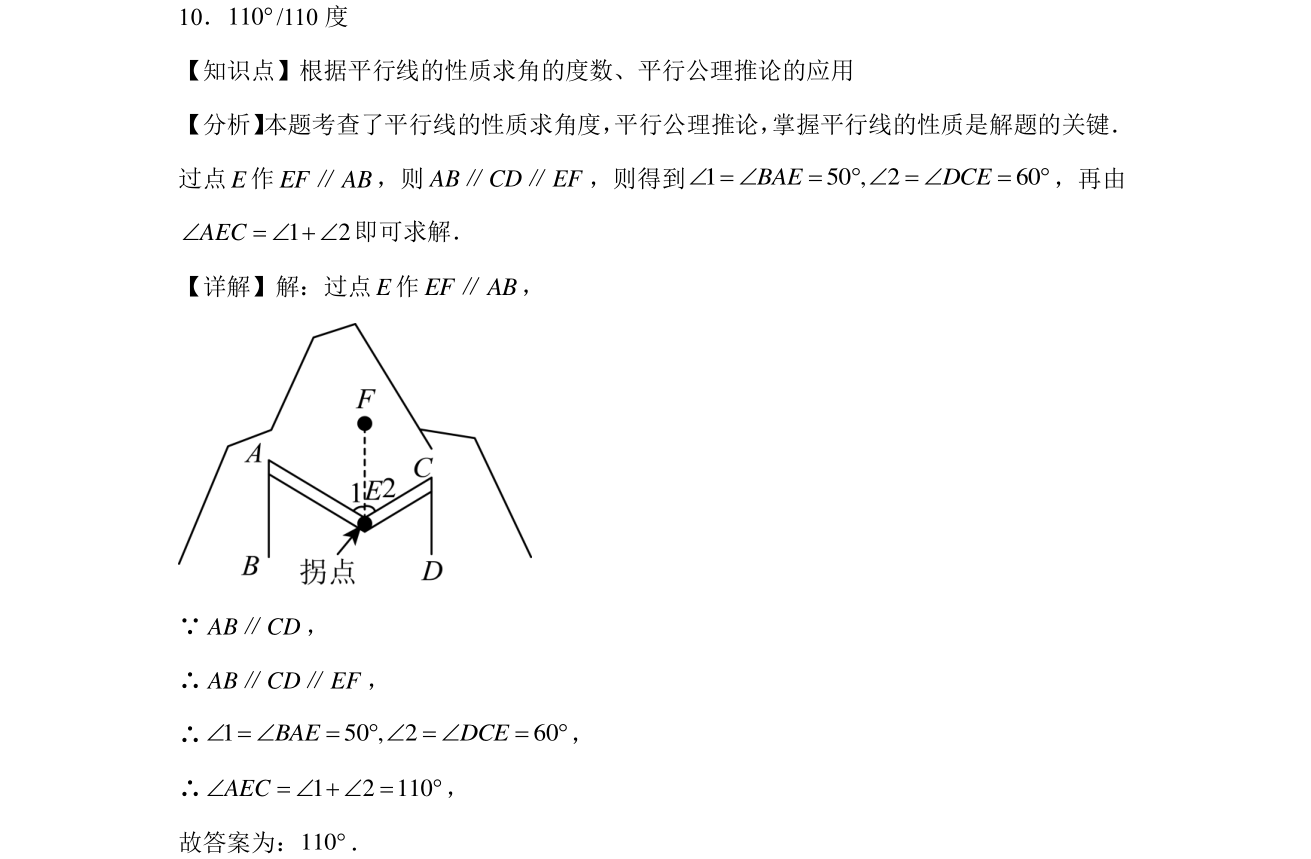 10．110°/110 度
【知识点】根据平行线的性质求角的度数、平行公理推论的应用
【分析】本题考查了平行线的性质求角度，平行公理推论，掌握平行线的性质是解题的关键．
过点 E 作 EF∥AB，则 AB∥CD∥EF，则得到∠1=∠BAE=50°,∠2=∠DCE=60°，再由
∠AEC=∠1+∠2即可求解．
【详解】解：过点 E 作 EF∥AB，
F
A
C
1E2
B
拐点
D
∵AB∥CD，
∴AB∥CD∥EF，
∴∠1=∠BAE=50°,∠2=∠DCE=60°，
∴∠AEC=∠1+∠2=110°，
故答案为：110°．